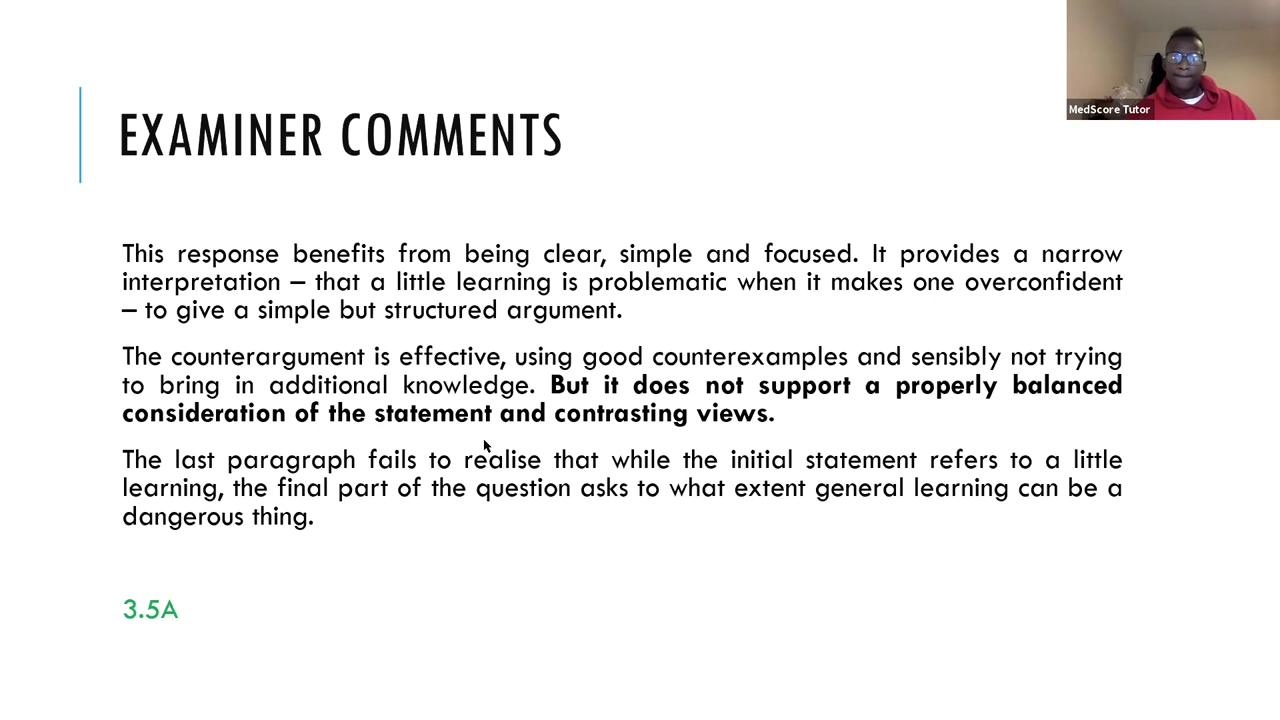 MedScore Tutor
EXAMINER COMMENTS
This response benefits from being clear, simple and focused. It provides a narrow
interpretation – that a little learning is problematic when it makes one overconfident
– to give a simple but structured argument.
The counterargument is effective, using good counterexamples and sensibly not trying
to bring in additional knowledge. But it does not support a properly balanced
consideration of the statement and contrasting views.
The last paragraph fails to realise that while the initial statement refers to a little
learning, the final part of the question asks to what extent general learning can be a
dangerous thing.
3.5A